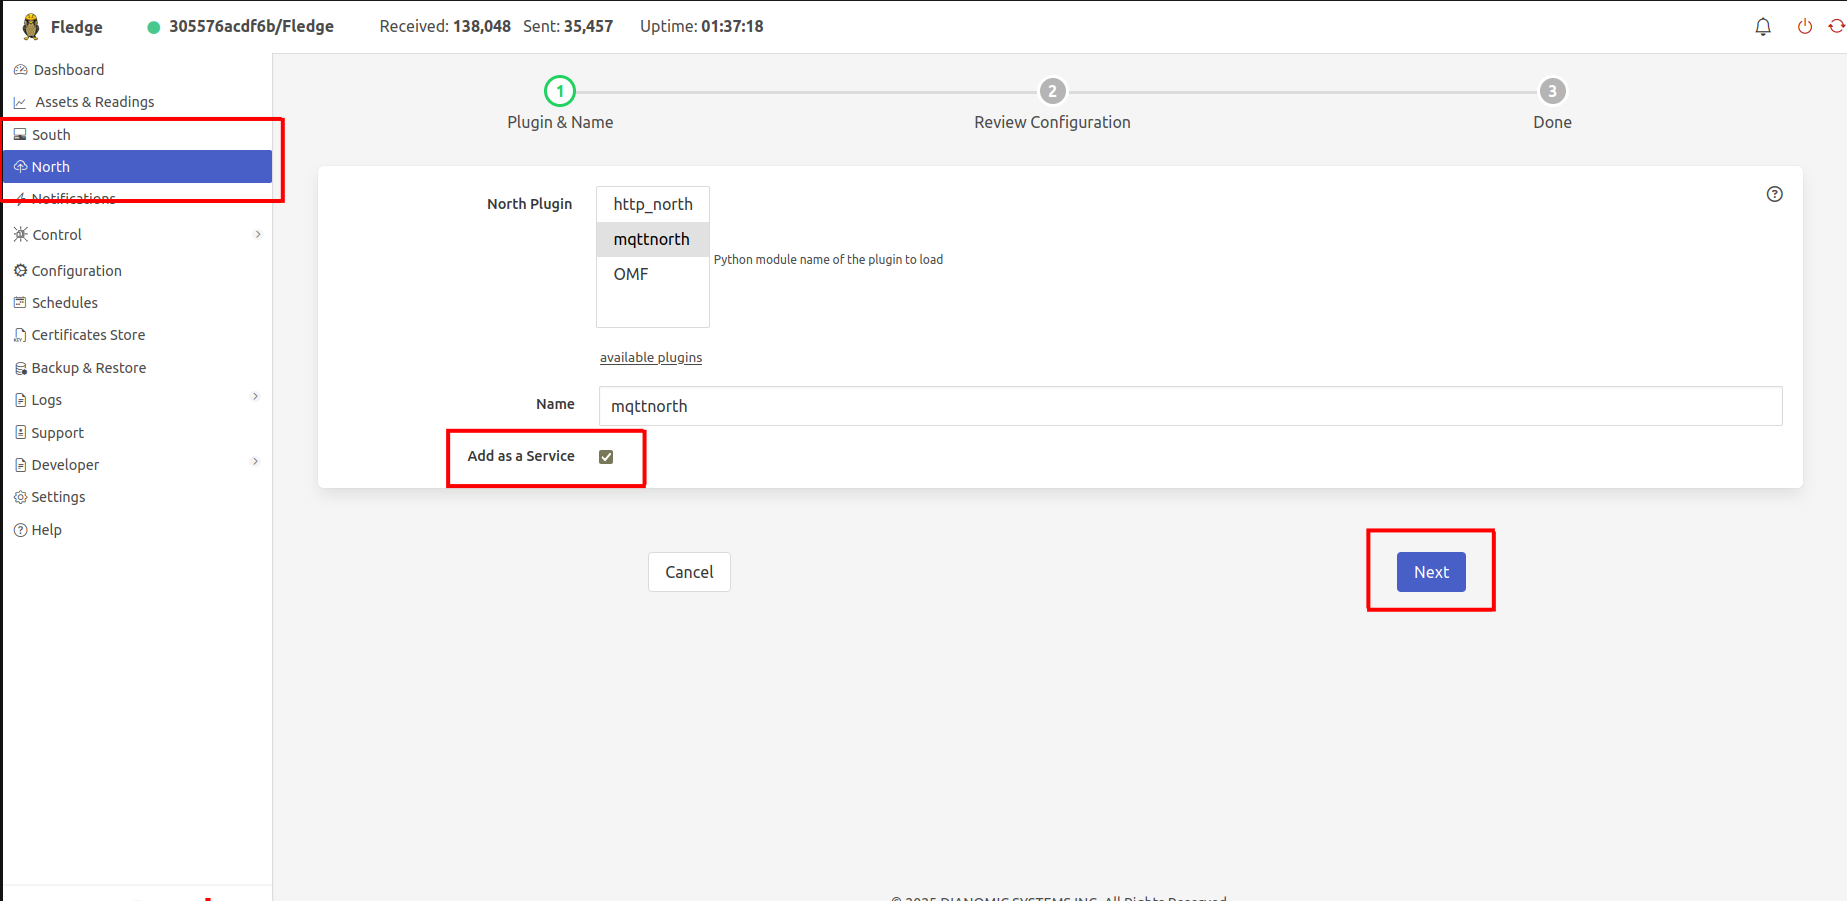 Fledge 305576acdf6b/Fledge Received: 138,048 Sent: 35,457 Uptime: 01:37:18
Dashboard
Assets & Readings
South
North
Notifications
Control
Configuration
Schedules
Certificates Store
Backup & Restore
Logs
Support
Developer
Settings
Help
1 2 3
Plugin & Name Review Configuration Done
North Plugin
http_north
mqttnorth
OMF
Python module name of the plugin to load
available plugins
Name mqttnorth
Add as a Service
Cancel Next
© 2025 DIANOMIC SYSTEMS INC. All Rights Reserved